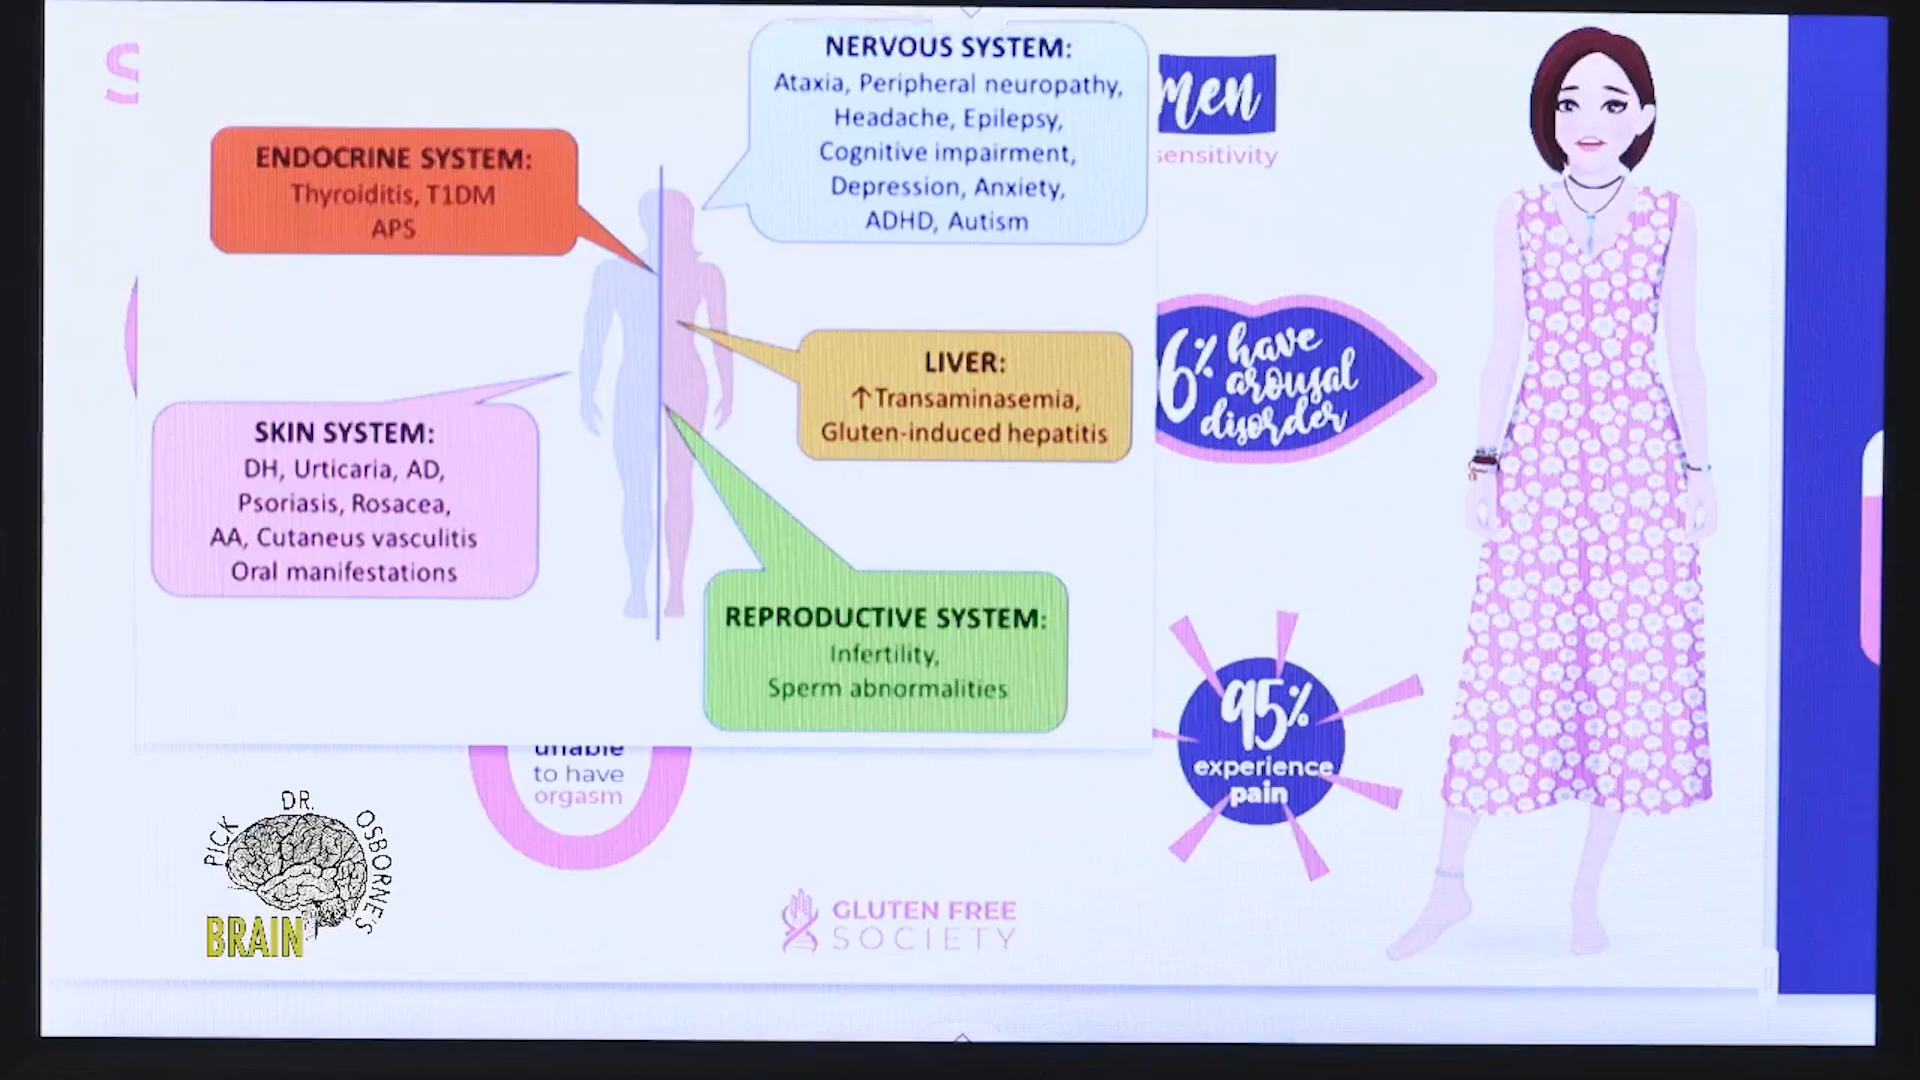 S
NERVOUS SYSTEM:
Ataxia, Peripheral neuropathy,
Headache, Epilepsy,
Cognitive impairment,
Depression, Anxiety,
ADHD, Autism
men
sensitivity
ENDOCRINE SYSTEM:
Thyroiditis, T1DM
APS
LIVER:
↑Transaminasemia,
Gluten-induced hepatitis
6% have
arousal
disorder
SKIN SYSTEM:
DH, Urticaria, AD,
Psoriasis, Rosacea,
AA, Cutaneus vasculitis
Oral manifestations
REPRODUCTIVE SYSTEM:
Infertility,
Sperm abnormalities
95%
experience
pain
unable
to have
orgasm
PICK DR. OSBORNE'S
BRAIN
GLUTEN FREE
SOCIETY